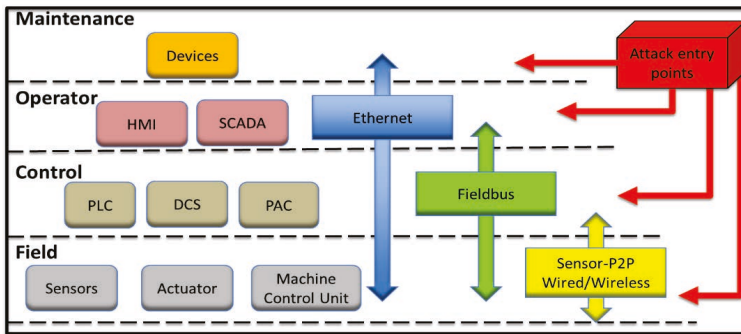 Maintenance
Devices
Attack entry
points
Operator
HMI
SCADA
Ethernet
Control
PLC
DCS
PAC
Fieldbus
Field
Sensors
Actuator
Machine
Control Unit
Sensor-P2P
Wired/Wireless